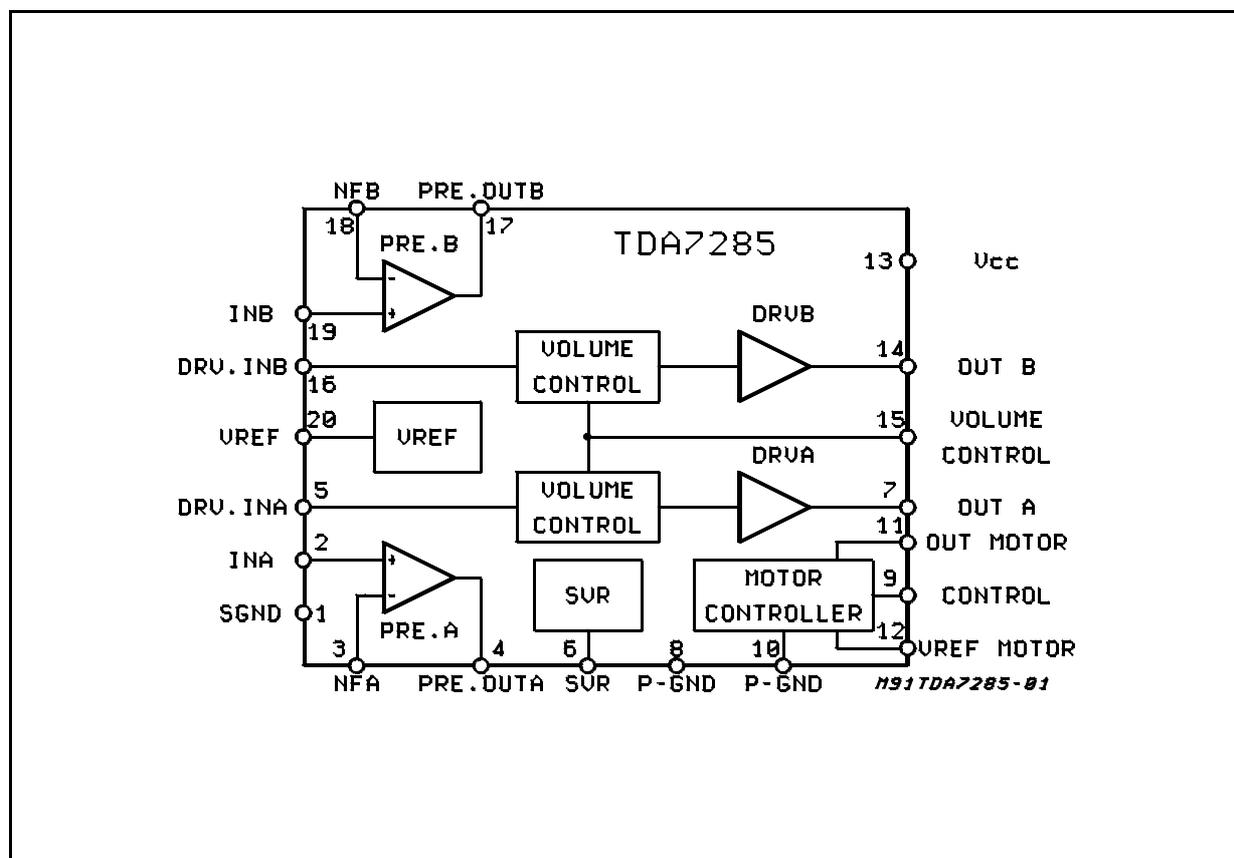 NFB PRE.OUTB
18 17
PRE.B
TDA7285
13 Vcc
INB
19
DRVB
DRV.INB
16
VOLUME
CONTROL
14 OUT B
20
VREF
VREF
15 VOLUME
CONTROL
DRVA
5
DRV.INA
VOLUME
CONTROL
7 OUT A
11 OUT MOTOR
2
INA
SVR
MOTOR
CONTROLLER
9 CONTROL
SGND 1
PRE.A
12 VREF MOTOR
3 4 6 8 10
NFA PRE.OUTA SVR P-GND P-GND
M91TDA7285-01